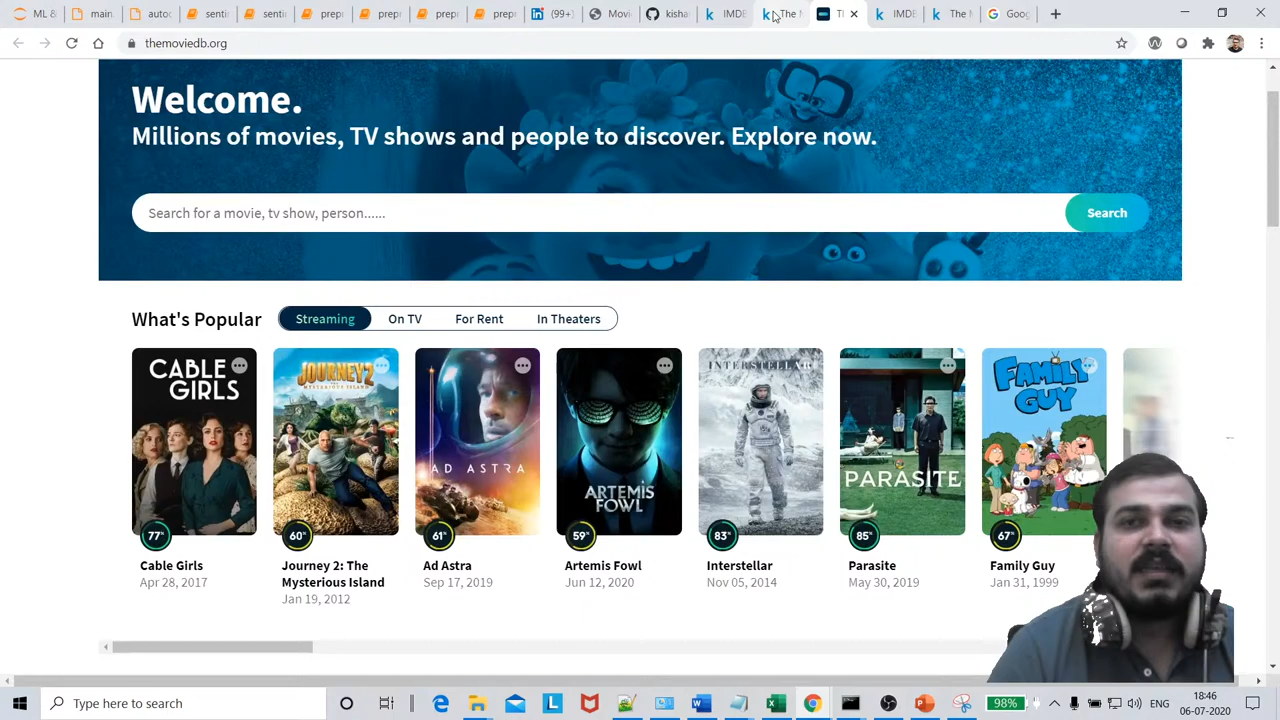 ML &
main
autoc
senti
senti
prepr
prepr
prepr
(99+)
Movi
kisha
IMDE
The M
Tl
IMDE
The M
Goog
themoviedb.org
Welcome.
Millions of movies, TV shows and people to discover. Explore now.
Search for a movie, tv show, person......
Search
What's Popular
Streaming
On TV
For Rent
In Theaters
CABLE
GIRLS
JOURNEY2
AD ASTRA
ARTEMIS
FOWL
INTERSTELLAR
PARASITE
FAMILY
GUY
77%
60%
61%
59%
83%
85%
67%
Cable Girls
Apr 28, 2017
Journey 2: The
Mysterious Island
Jan 19, 2012
Ad Astra
Sep 17, 2019
Artemis Fowl
Jun 12, 2020
Interstellar
Nov 05, 2014
Parasite
May 30, 2019
Family Guy
Jan 31, 1999
Type here to search
98%
ENG
18:46
06-07-2020